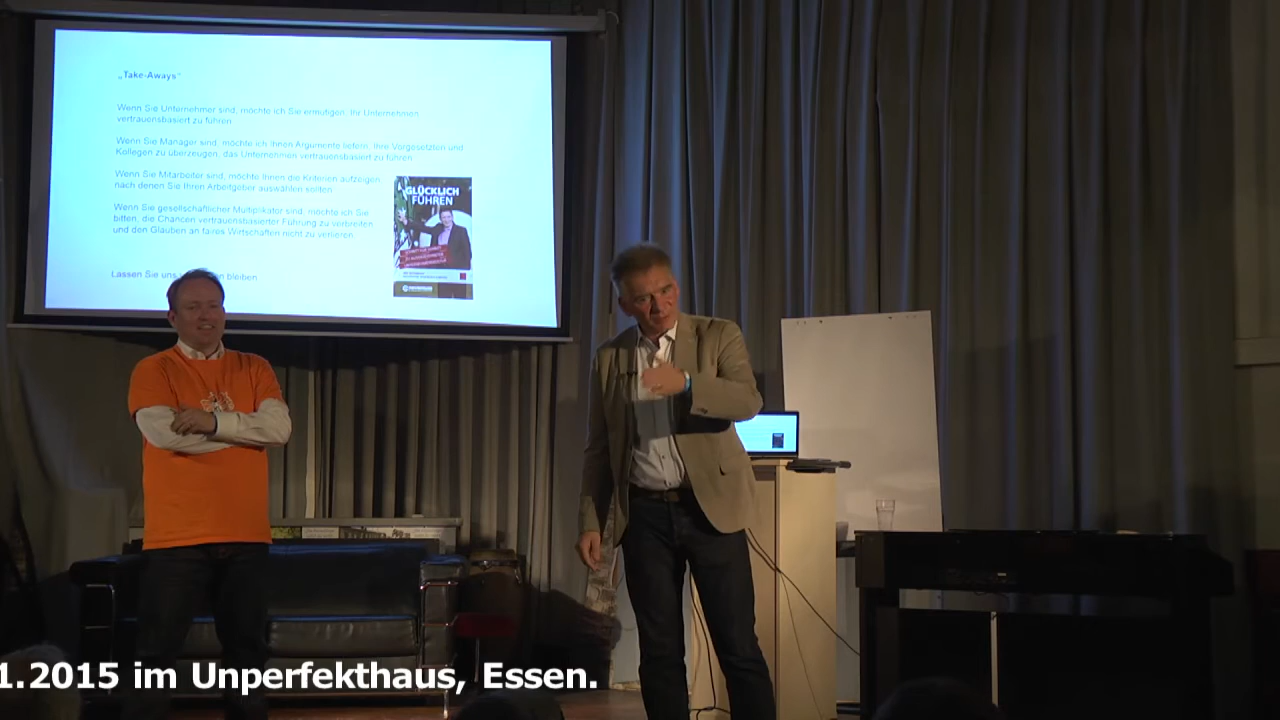 „Take-Aways“
Wenn Sie Unternehmer sind, möchte ich Sie ermutigen, Ihr Unternehmen
vertrauensbasiert zu führen.
Wenn Sie Manager sind, möchte ich Ihnen Argumente liefern, Ihre Vorgesetzten und
Kollegen zu überzeugen, das Unternehmen vertrauensbasiert zu führen.
Wenn Sie Mitarbeiter sind, möchte Ihnen die Kriterien aufzeigen,
nach denen Sie Ihren Arbeitgeber auswählen sollten.
Wenn Sie gesellschaftlicher Multiplikator sind, möchte ich Sie
bitten, die Chancen vertrauensbasierter Führung zu verbreiten
und den Glauben an faires Wirtschaften nicht zu verlieren.
GLÜCKLICH
FÜHREN
Lassen Sie uns bleiben
1.2015 im Unperfekthaus, Essen.